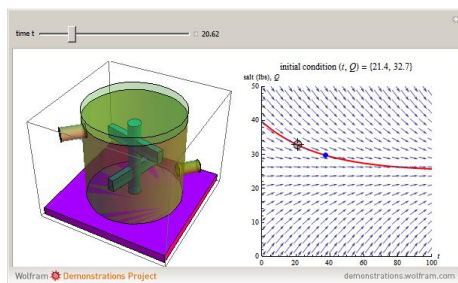 time t 20.62
initial condition (t, Q) = {21.4, 32.7}
salt (lbs), Q
50
40
30
20
10
0
0 20 40 60 80 100
t
Wolfram Demonstrations Project
demonstrations.wolfram.com